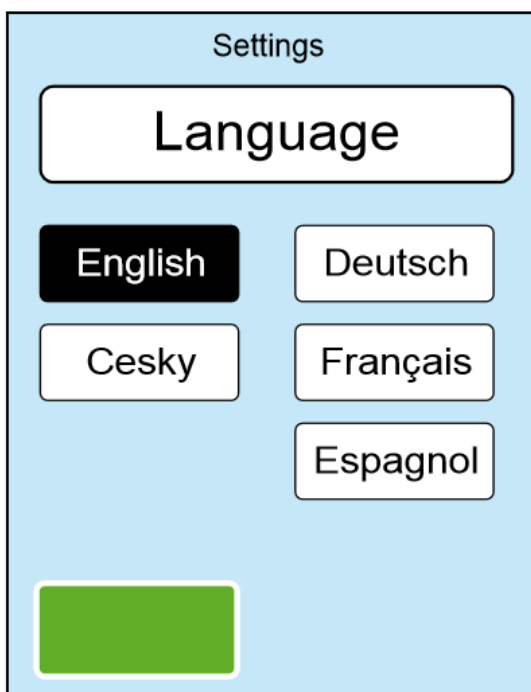 Settings
Language
English
Deutsch
Cesky
Français
Espagnol